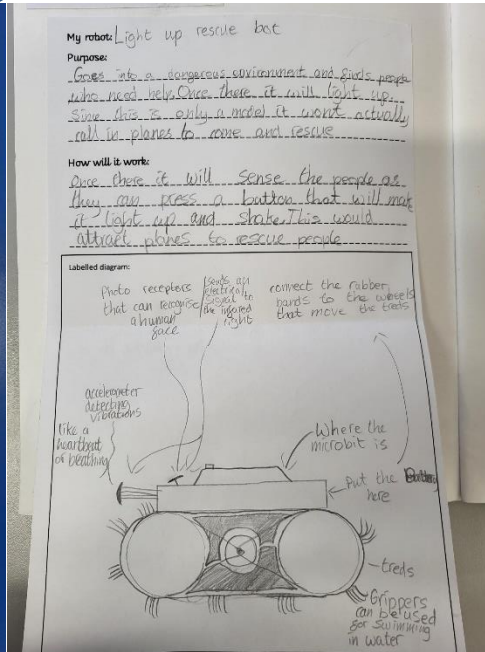 My robot: Light up rescue bot
Purpose:
Goes into a dangerous environment and finds people
who need help. Once there it will light up.
Since this is only a model it wont actually
call in planes to come and rescue
How will it work:
Once there it will sense the people or
they can press a button that will make
it light up and shake. This would
attract planes to rescue people
Labelled diagram:
Photo recepters
that can recognise
a human
face
sends an
electrical
signal to
the infored
right
connect the rubber
bands to the wheels
that move the treds
accelerometer
detecting
vibrations
like a
heartbeat
or breathing
Where the
microbit is
Put the Battery
here
treds
Grippers
can be used
for swimming
in water